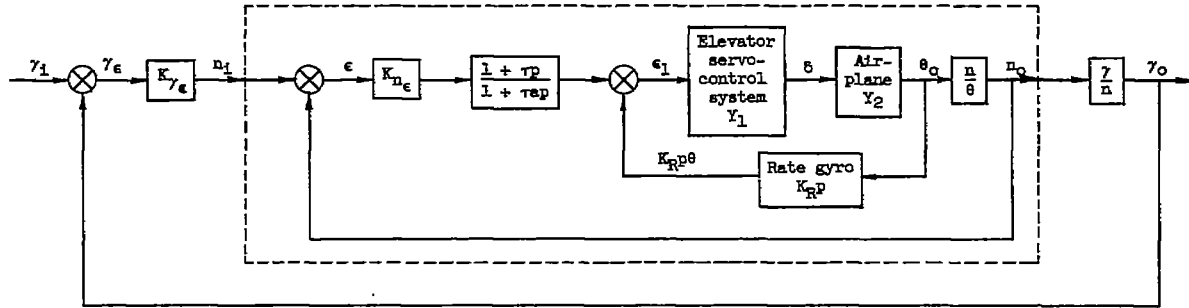 γi
γε
Kγε
ni
ε
Knε
1 + τp
1 + τap
ε1
Elevator
servo-
control
system
Y1
δ
Air-
plane
Y2
θo
n
θ
no
γ
n
γo
KRpθ
Rate gyro
KRp